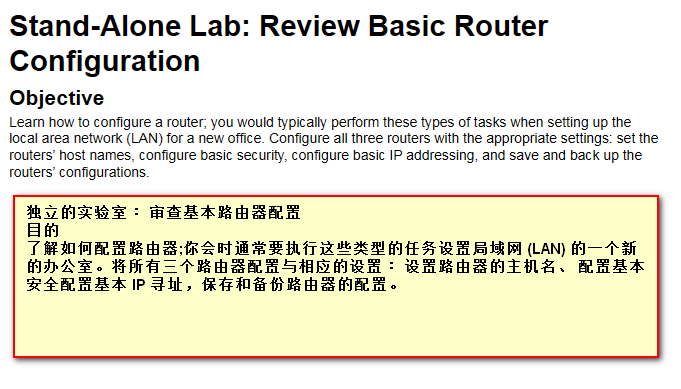 Stand-Alone Lab: Review Basic Router
Configuration
Objective
Learn how to configure a router; you would typically perform these types of tasks when setting up the
local area network (LAN) for a new office. Configure all three routers with the appropriate settings: set the
routers' host names, configure basic security, configure basic IP addressing, and save and back up the
routers' configurations.
独立的实验室：审查基本路由器配置
目的
了解如何配置路由器;你会时通常要执行这些类型的任务设置局域网 (LAN) 的一个新
的办公室。将所有三个路由器配置与相应的设置：设置路由器的主机名、配置基本
安全配置基本 IP 寻址，保存和备份路由器的配置。